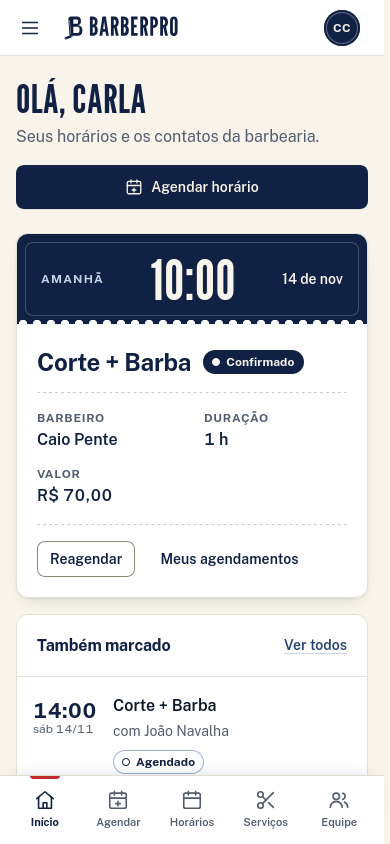 BARBERPRO
CC
OLÁ, CARLA
Seus horários e os contatos da barbearia.
Agendar horário
AMANHÃ
10:00
14 de nov
Corte + Barba
Confirmado
BARBEIRO
DURAÇÃO
Caio Pente
1 h
VALOR
R$ 70,00
Reagendar
Meus agendamentos
Também marcado
Ver todos
14:00
Corte + Barba
sáb 14/11
com João Navalha
Agendado
Início
Agendar
Horários
Serviços
Equipe